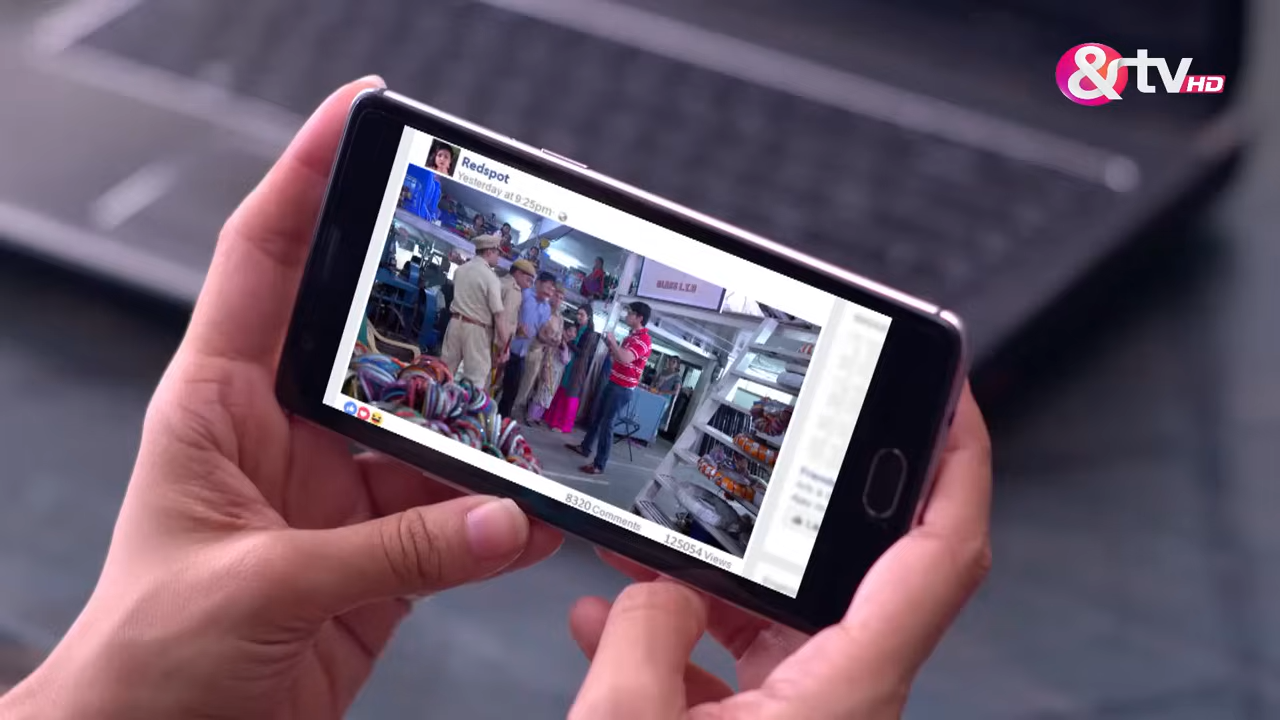 &tv HD
Redspot
Yesterday at 9:25pm
8320 Comments
125054 Views